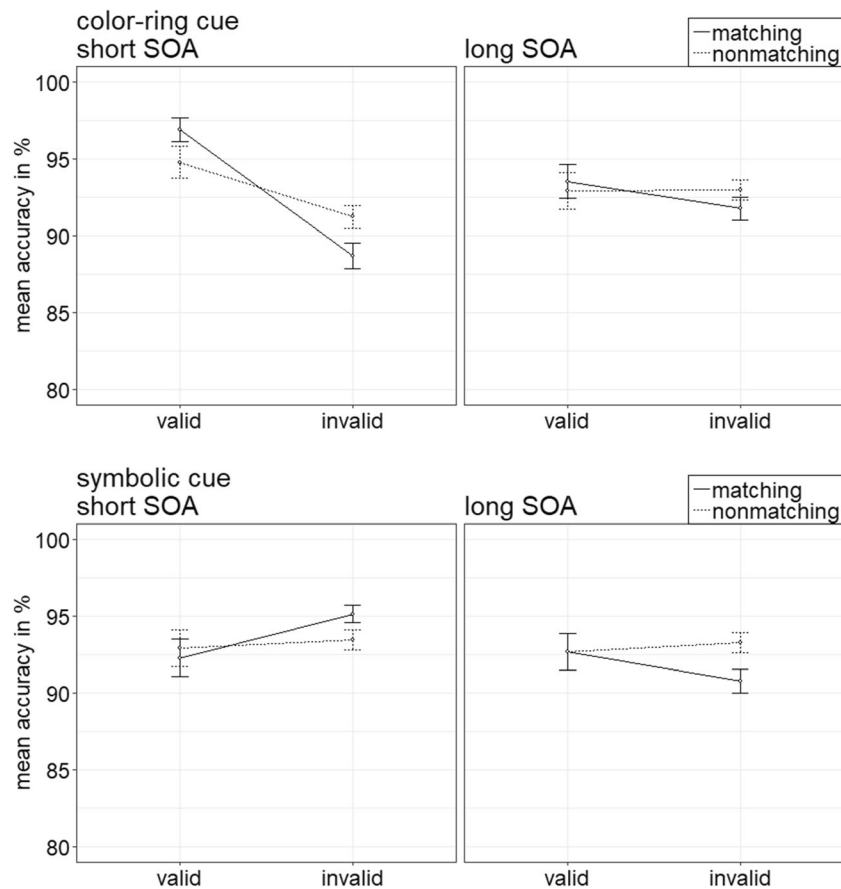 color-ring cue
short SOA
long SOA
matching
nonmatching
mean accuracy in %
100
95
90
85
80
valid
invalid
valid
invalid
symbolic cue
short SOA
long SOA
matching
nonmatching
mean accuracy in %
100
95
90
85
80
valid
invalid
valid
invalid